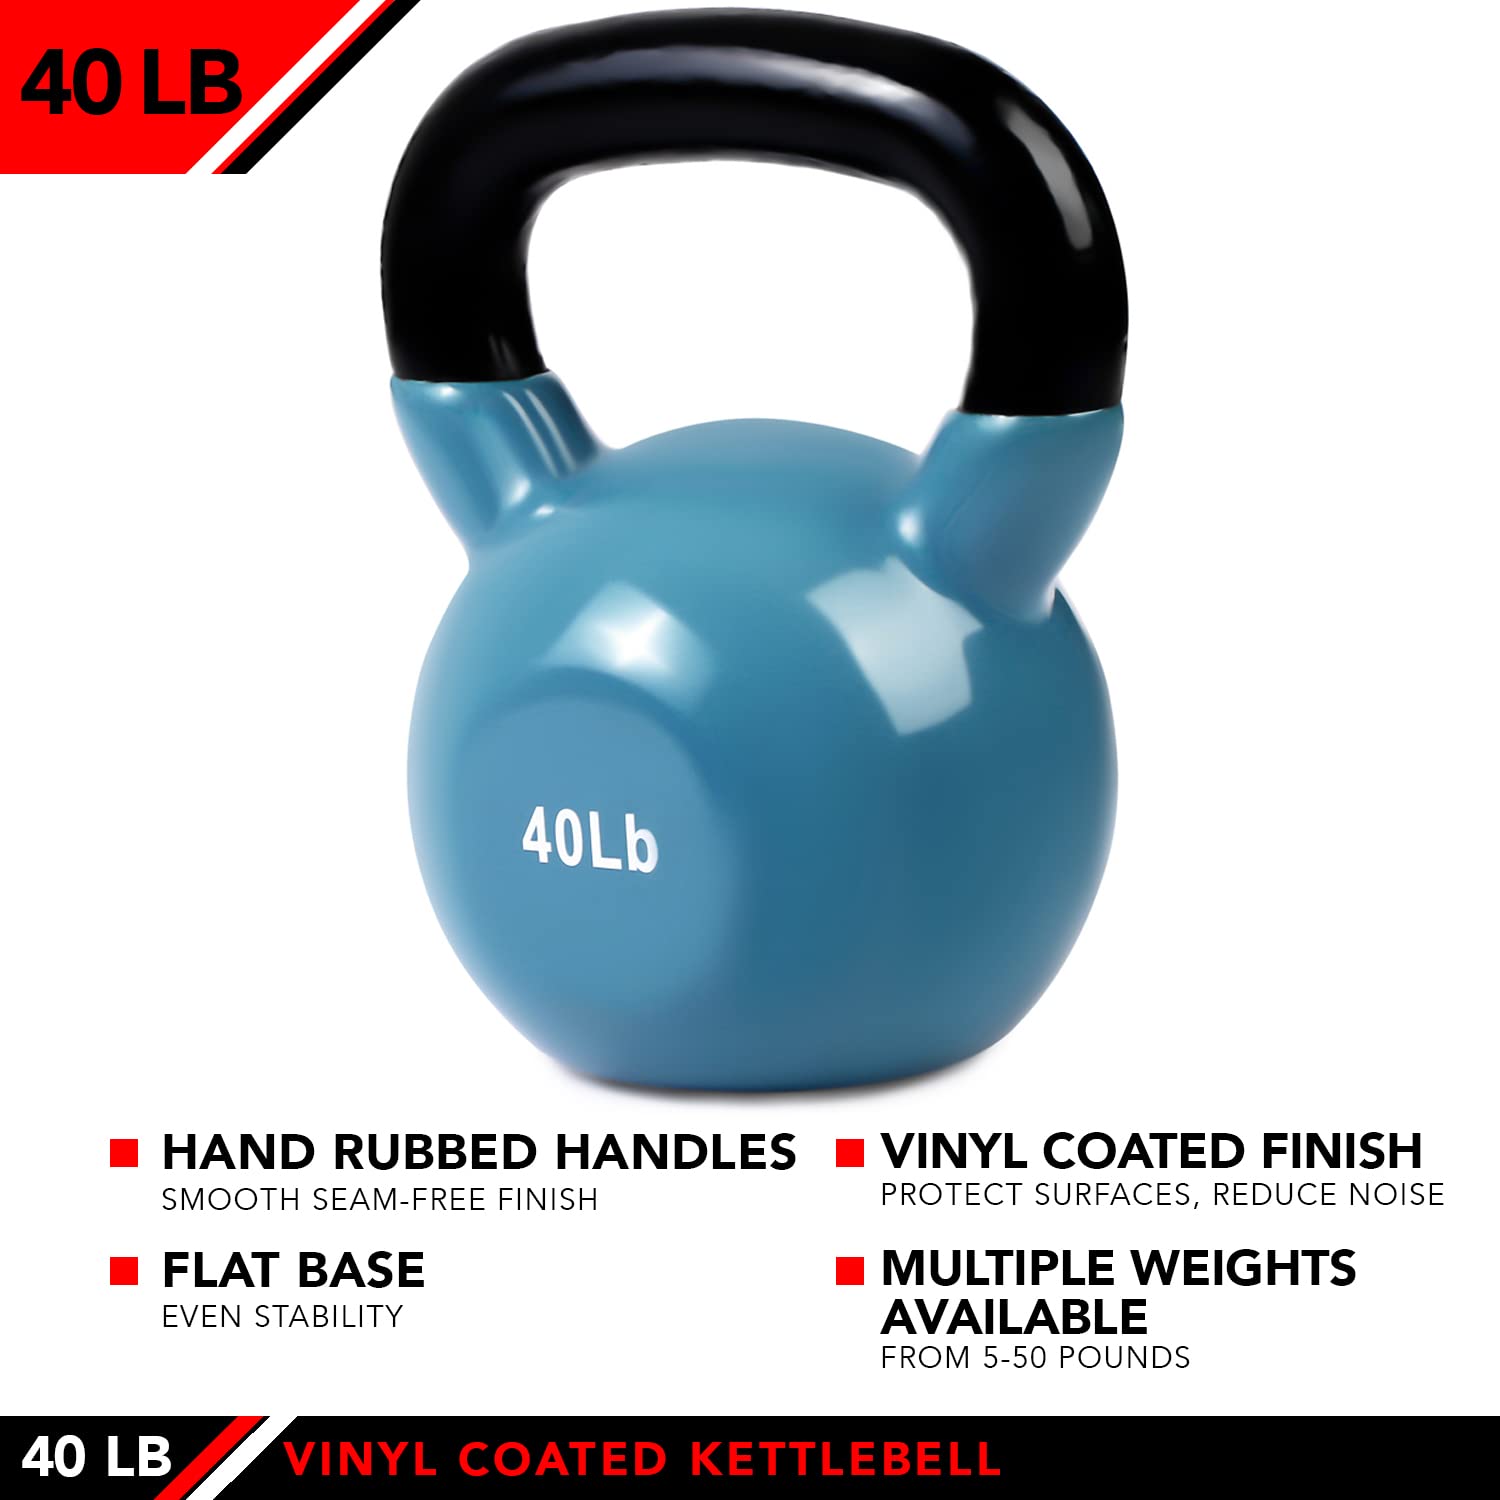 40 LB
40Lb
HAND RUBBED HANDLES
SMOOTH SEAM-FREE FINISH
VINYL COATED FINISH
PROTECT SURFACES, REDUCE NOISE
FLAT BASE
EVEN STABILITY
MULTIPLE WEIGHTS
AVAILABLE
FROM 5-50 POUNDS
40 LB
VINYL COATED KETTLEBELL